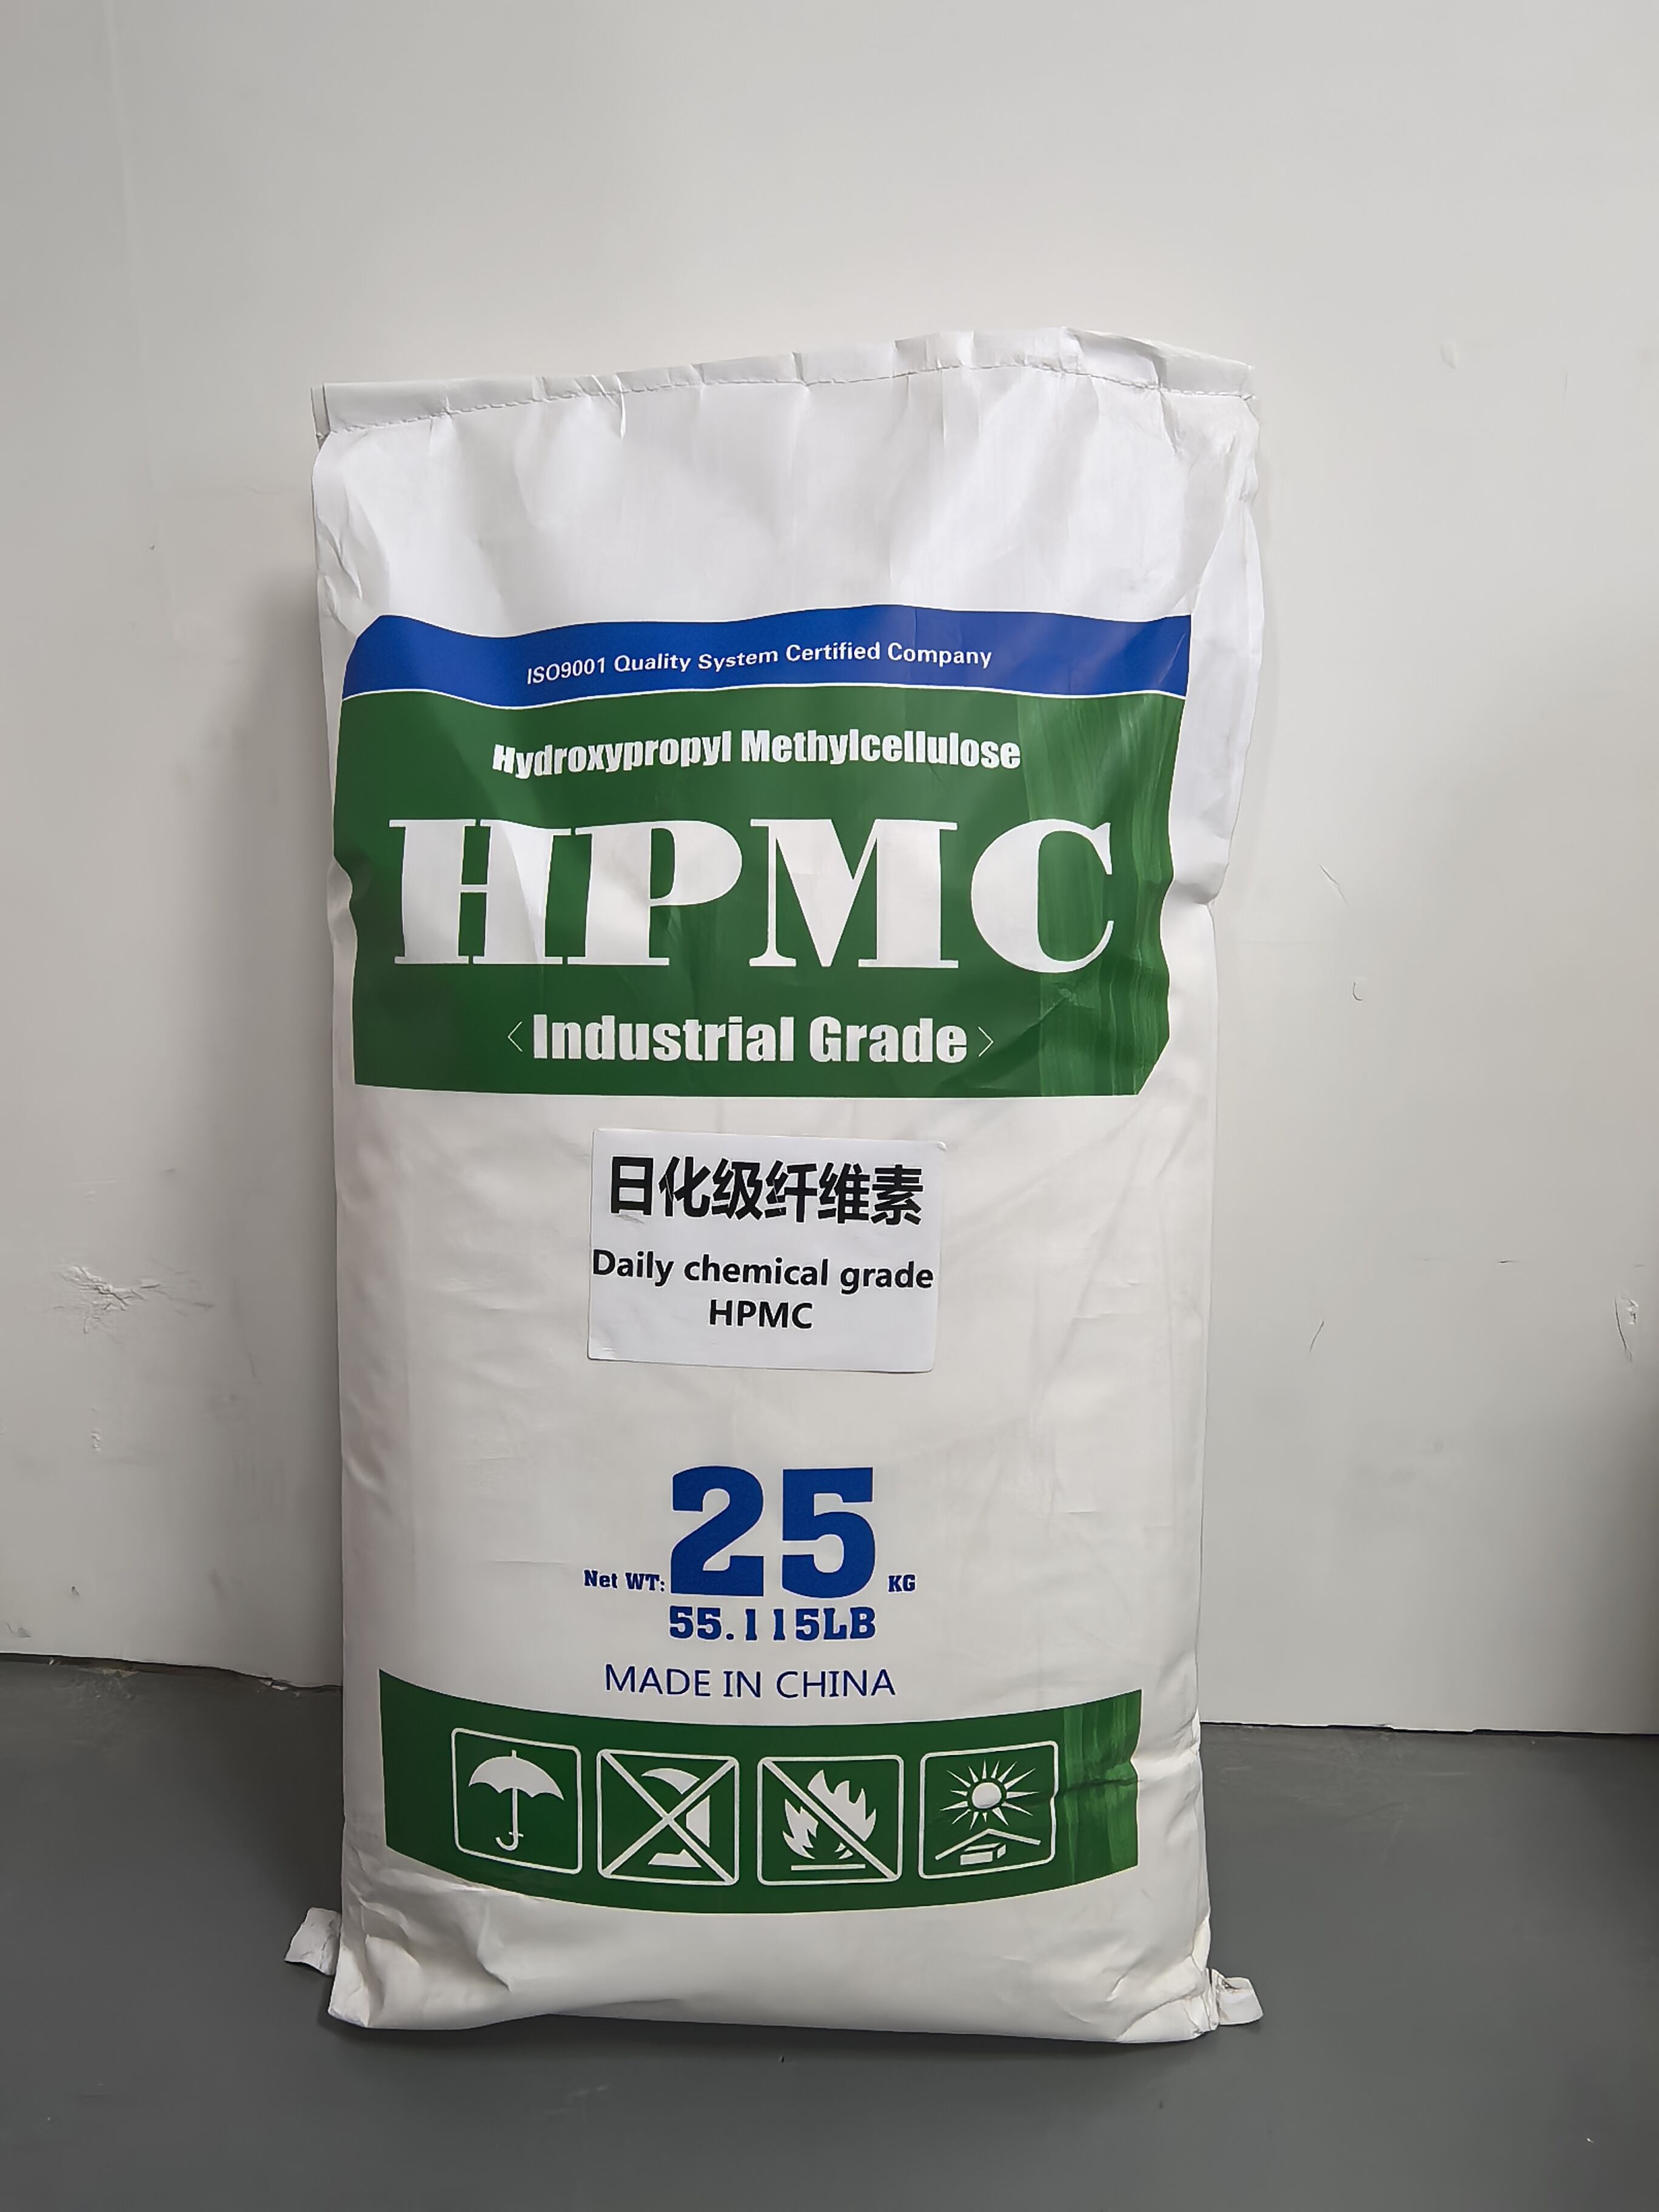 ISO9001 Quality System Certified Company
Hydroxypropyl Methylcellulose
HPMC
〈Industrial Grade〉
日化级纤维素
Daily chemical grade
HPMC
Net WT: 25 KG
55.115LB
MADE IN CHINA